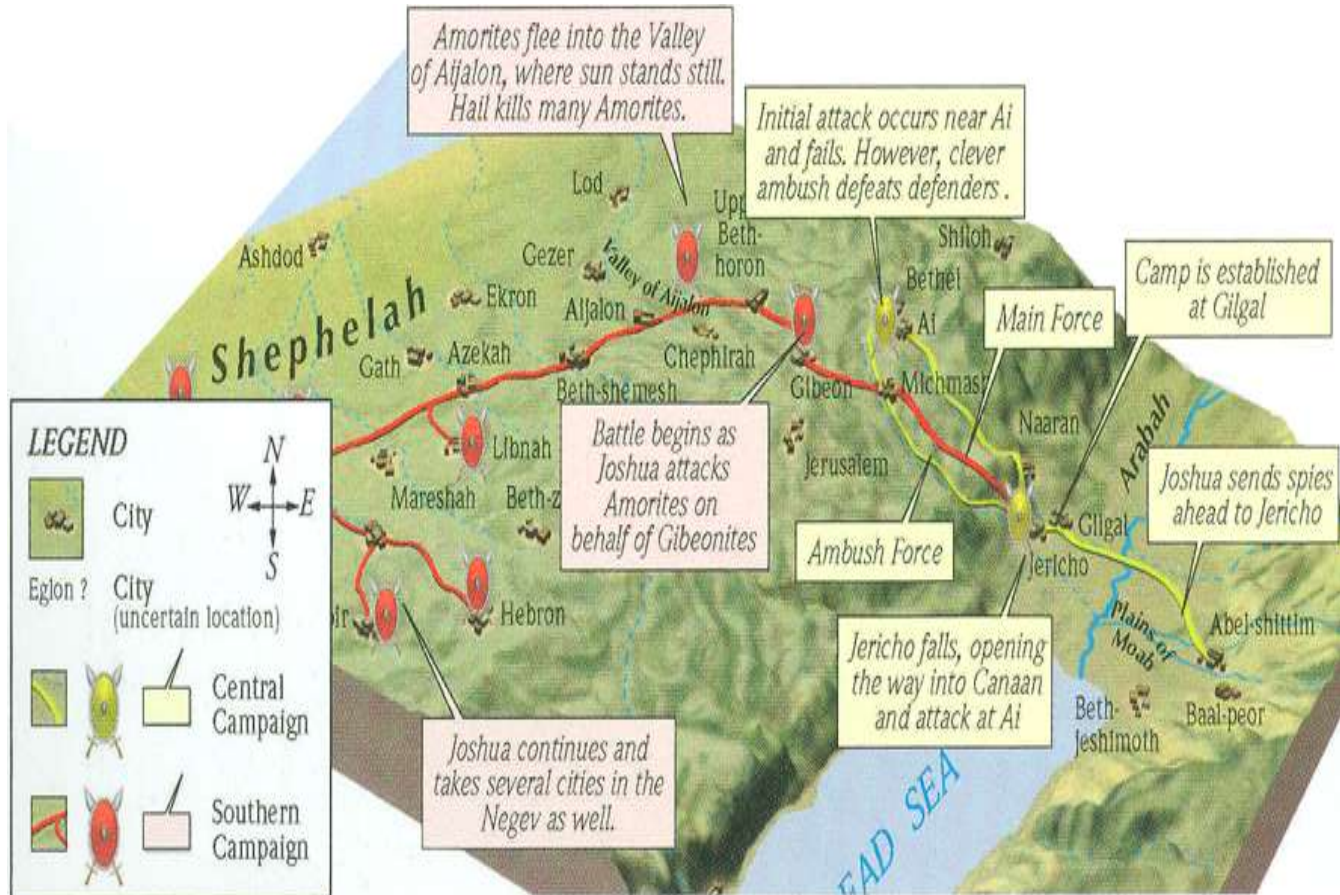 Amorites flee into the Valley
of Aijalon, where sun stands still.
Hail kills many Amorites.
Initial attack occurs near Ai
and fails. However, clever
ambush defeats defenders .
Lod
Upp
Beth-
horon
Shiloh
Ashdod
Gezer
Valley of Aijalon
Bethel
Camp is established
at Gilgal
Ekron
Aijalon
Ai
Main Force
Shephelah
Gath
Azekah
Chephirah
Beth-shemesh
Gibeon
Michmash
Naaran
Arabah
LEGEND
N
W E
S
City
Eglon ? City
(uncertain location)
Central
Campaign
Southern
Campaign
Libnah
Mareshah
Beth-z
Battle begins as
Joshua attacks
Amorites on
behalf of Gibeonites
Jerusalem
Joshua sends spies
ahead to Jericho
Ambush Force
Gilgal
Jericho
ir
Hebron
Plains of
Moab
Abel-shittim
Jericho falls, opening
the way into Canaan
and attack at Ai
Beth-
Jeshimoth
Baal-peor
Joshua continues and
takes several cities in the
Negev as well.
EAD SEA